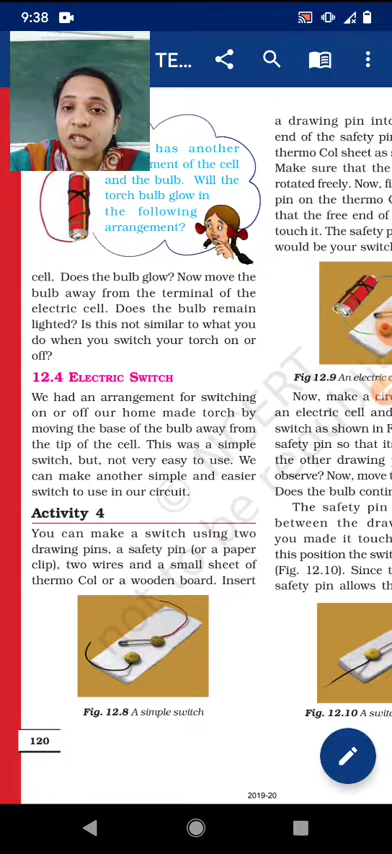 9:38
TE...
has another
ment of the cell
and the bulb. Will the
torch bulb glow in
the following
arrangement?
cell. Does the bulb glow? Now move the
bulb away from the terminal of the
electric cell. Does the bulb remain
lighted? Is this not similar to what you
do when you switch your torch on or
off?
12.4 ELECTRIC SWITCH
We had an arrangement for switching
on or off our home made torch by
moving the base of the bulb away from
the tip of the cell. This was a simple
switch, but, not very easy to use. We
can make another simple and easier
switch to use in our circuit.
Activity 4
You can make a switch using two
drawing pins, a safety pin (or a paper
clip), two wires and a small sheet of
thermo Col or a wooden board. Insert
Fig. 12.8 A simple switch
120
a drawing pin into
end of the safety pin
thermo Col sheet as s
Make sure that the
rotated freely. Now, fi
pin on the thermo C
that the free end of
touch it. The safety p
would be your switc
Fig 12.9 An electric c
Now, make a circ
an electric cell and
switch as shown in F
safety pin so that its
the other drawing
observe? Now, move t
Does the bulb contin
The safety pin
between the draw
you made it touch
this position the swit
(Fig. 12.10). Since t
safety pin allows th
Fig. 12.10 A switc
2019-20
© NCERT
not to be republished